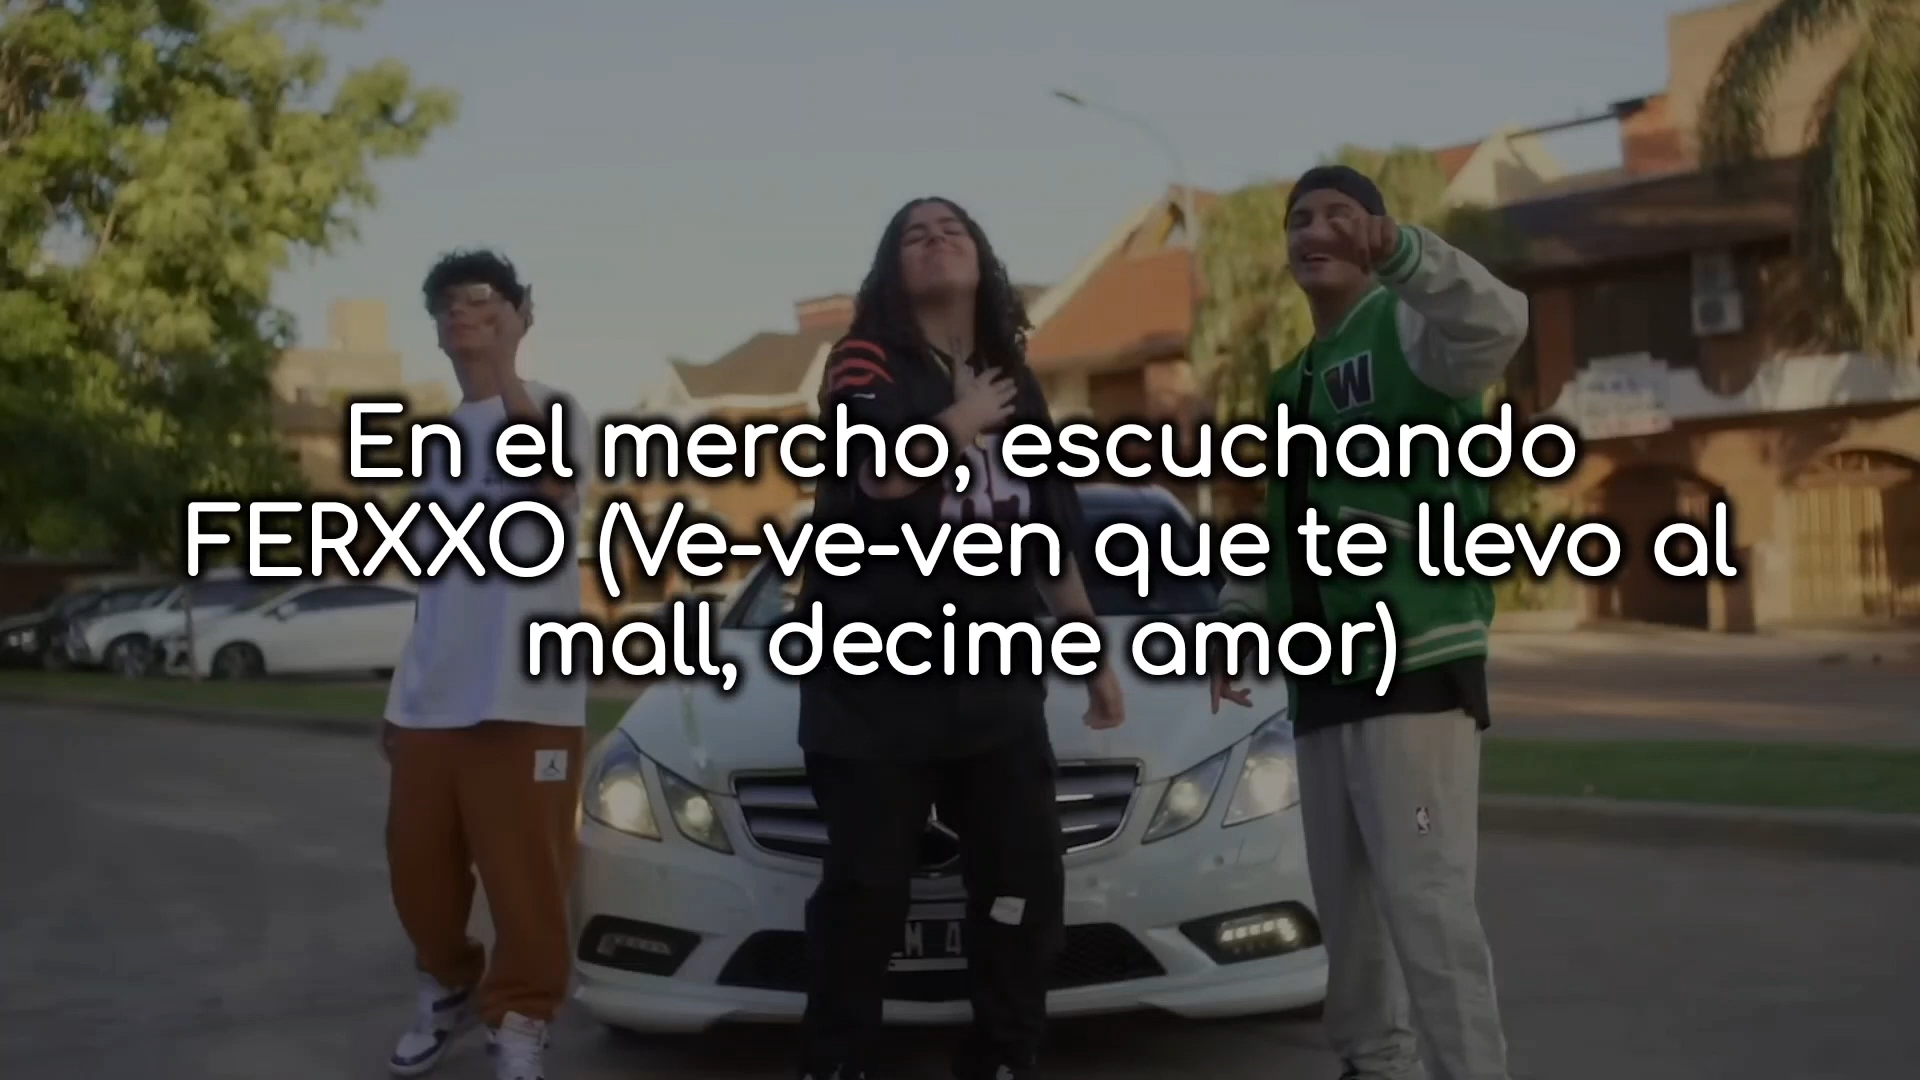 En el mercho, escuchando
FERXXO (Ve-ve-ven que te llevo al
mall, decime amor)
W